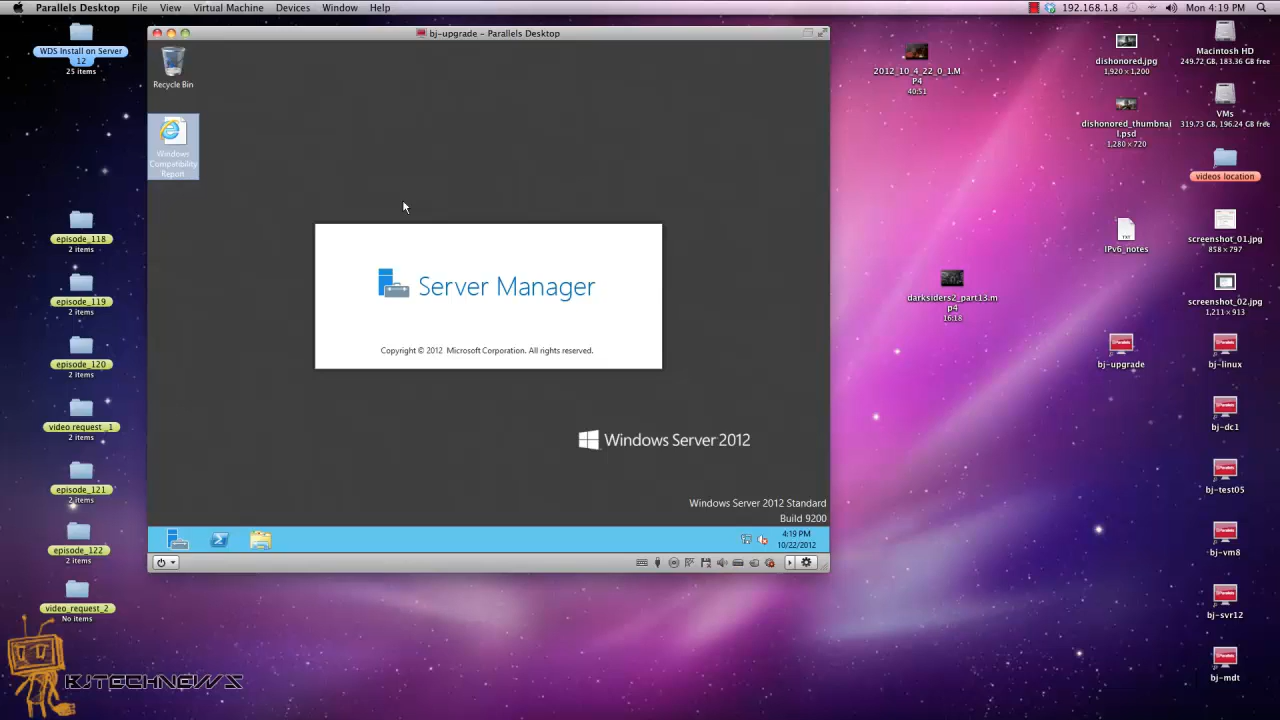 Parallels Desktop File View Virtual Machine Devices Window Help
192.168.1.8 Mon 4:19 PM
WDS Install on Server
12
25 items
episode_118
2 items
episode_119
2 items
episode_120
2 items
video request _1
2 items
episode_121
2 items
episode_122
2 items
video_request_2
No items
BJTECHNEWS
bj-upgrade - Parallels Desktop
Recycle Bin
Windows
Compatibility
Report
Server Manager
Copyright © 2012 Microsoft Corporation. All rights reserved.
Windows Server 2012
Windows Server 2012 Standard
Build 9200
4:19 PM
10/22/2012
2012_10_4_22_0_1.M
P4
40:51
darksiders2_part13.m
p4
16:18
dishonored.jpg
1,920 × 1,200
dishonored_thumbnai
l.psd
1,280 × 720
TXT
IPv6_notes
bj-upgrade
Macintosh HD
249.72 GB, 183.36 GB free
VMs
319.73 GB, 196.24 GB free
videos location
screenshot_01.jpg
858 × 797
screenshot_02.jpg
1,211 × 913
bj-linux
bj-dc1
bj-test05
bj-vm8
bj-svr12
bj-mdt